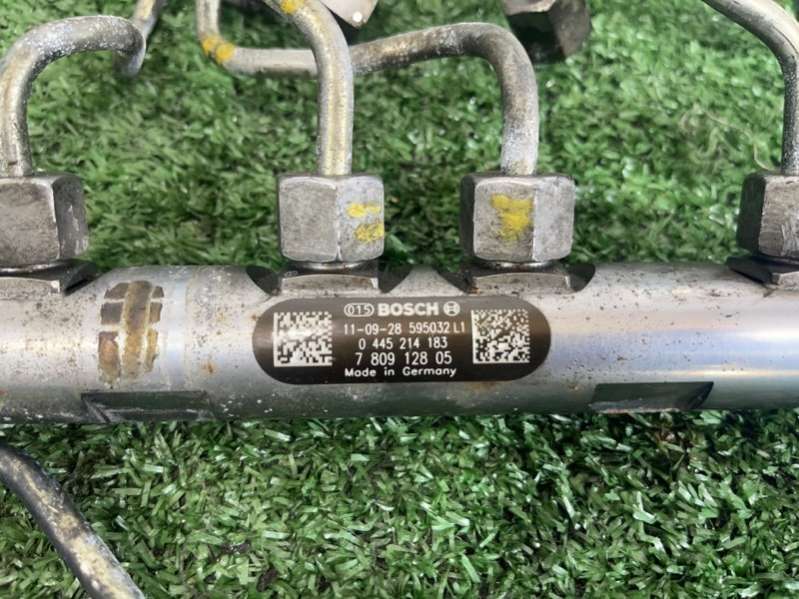 015 BOSCH
11-09-28 595032 L1
0 445 214 183
7 809 128 05
Made in Germany